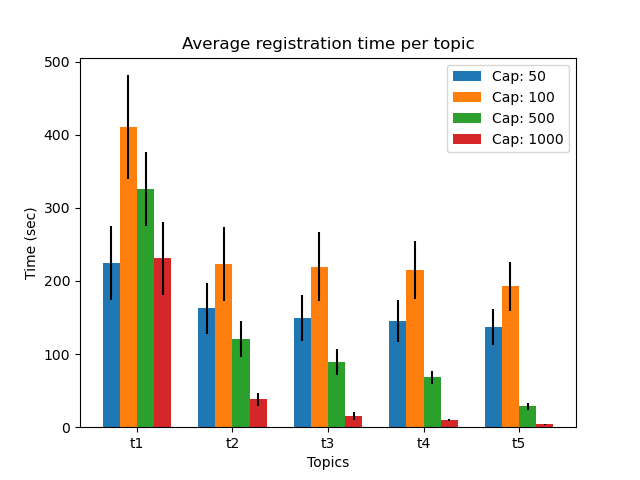 Average registration time per topic
Cap: 50
Cap: 100
Cap: 500
Cap: 1000
500
400
300
200
100
0
Time (sec)
t1 t2 t3 t4 t5
Topics